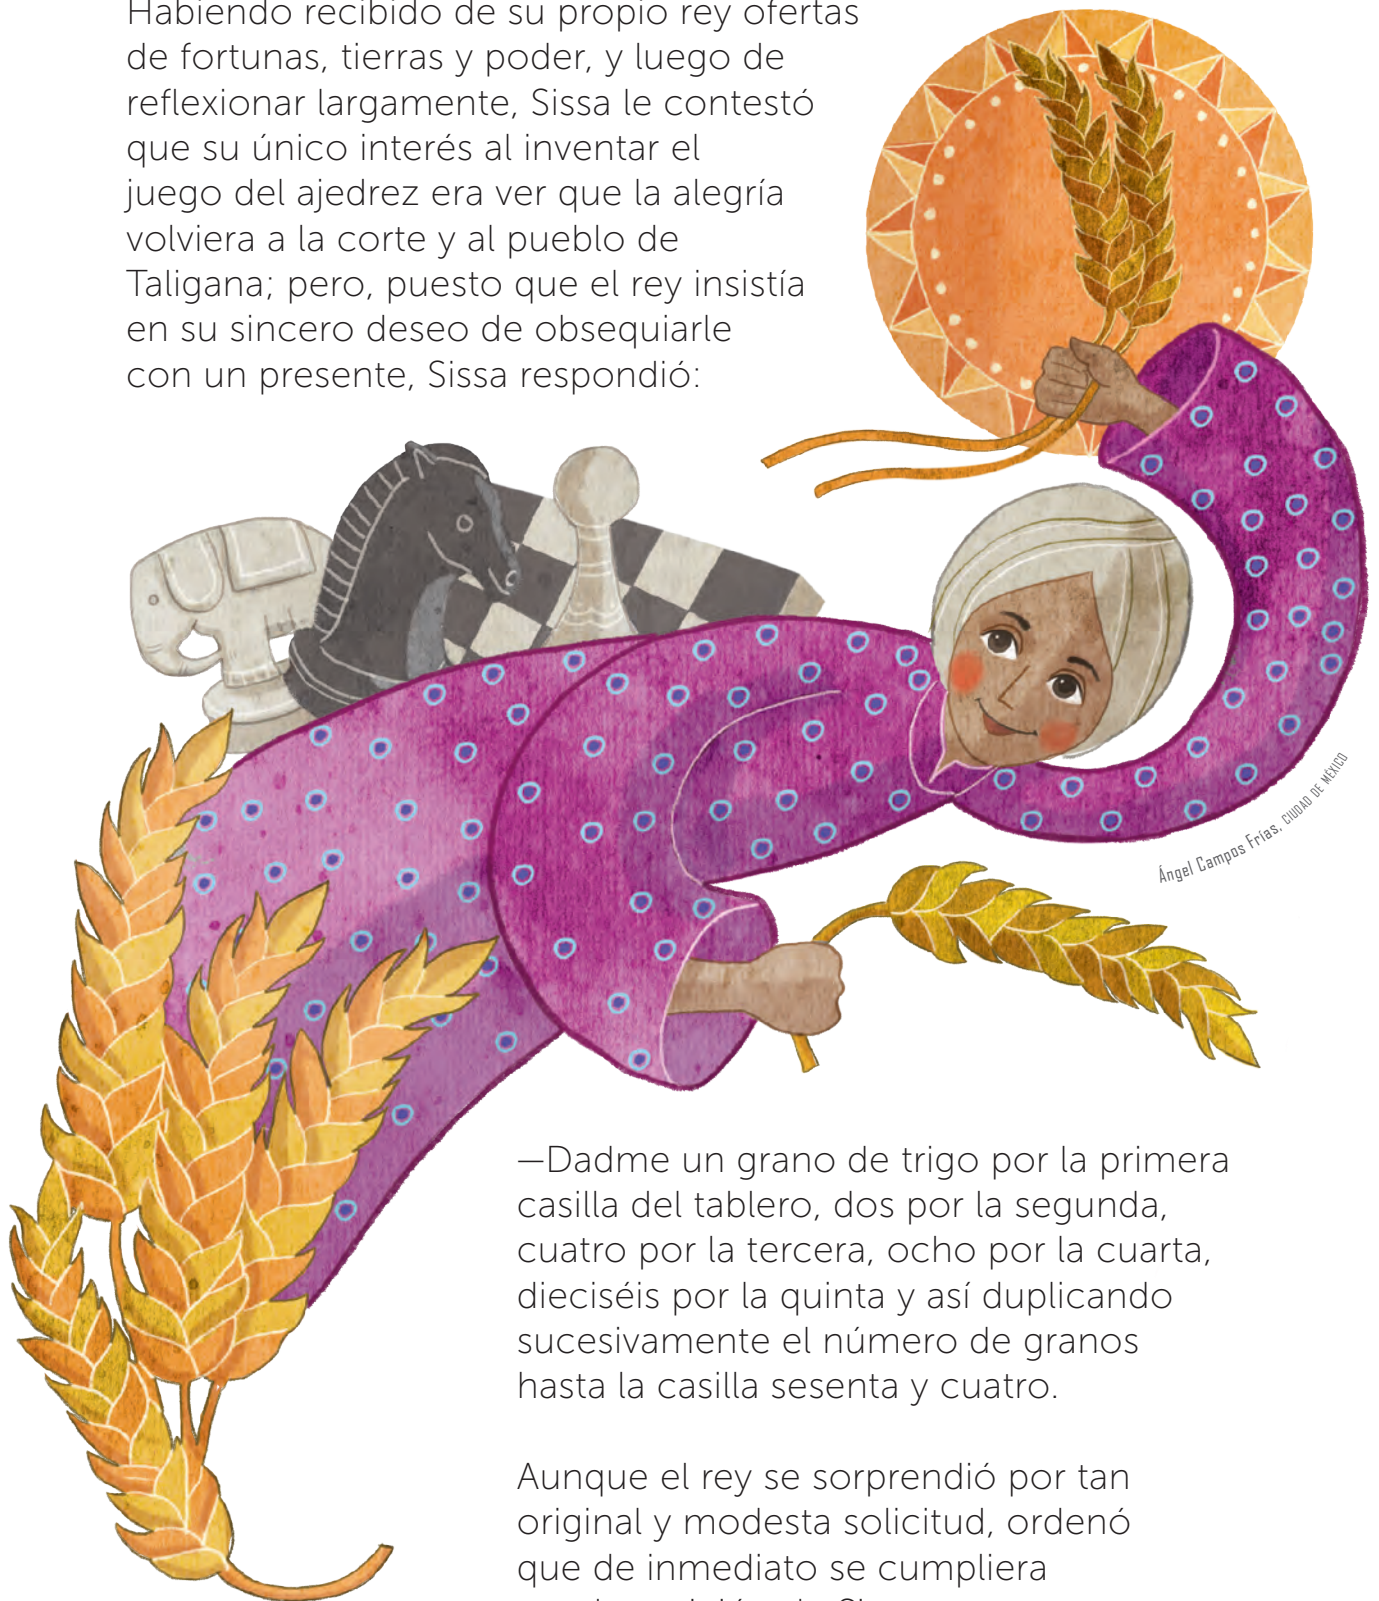 Habiendo recibido de su propio rey ofertas
de fortunas, tierras y poder, y luego de
reflexionar largamente, Sissa le contestó
que su único interés al inventar el
juego del ajedrez era ver que la alegría
volviera a la corte y al pueblo de
Taligana; pero, puesto que el rey insistía
en su sincero deseo de obsequiarle
con un presente, Sissa respondió:
Ángel Campos Frías, CIUDAD DE MÉXICO
—Dadme un grano de trigo por la primera
casilla del tablero, dos por la segunda,
cuatro por la tercera, ocho por la cuarta,
dieciséis por la quinta y así duplicando
sucesivamente el número de granos
hasta la casilla sesenta y cuatro.
Aunque el rey se sorprendió por tan
original y modesta solicitud, ordenó
que de inmediato se cumpliera